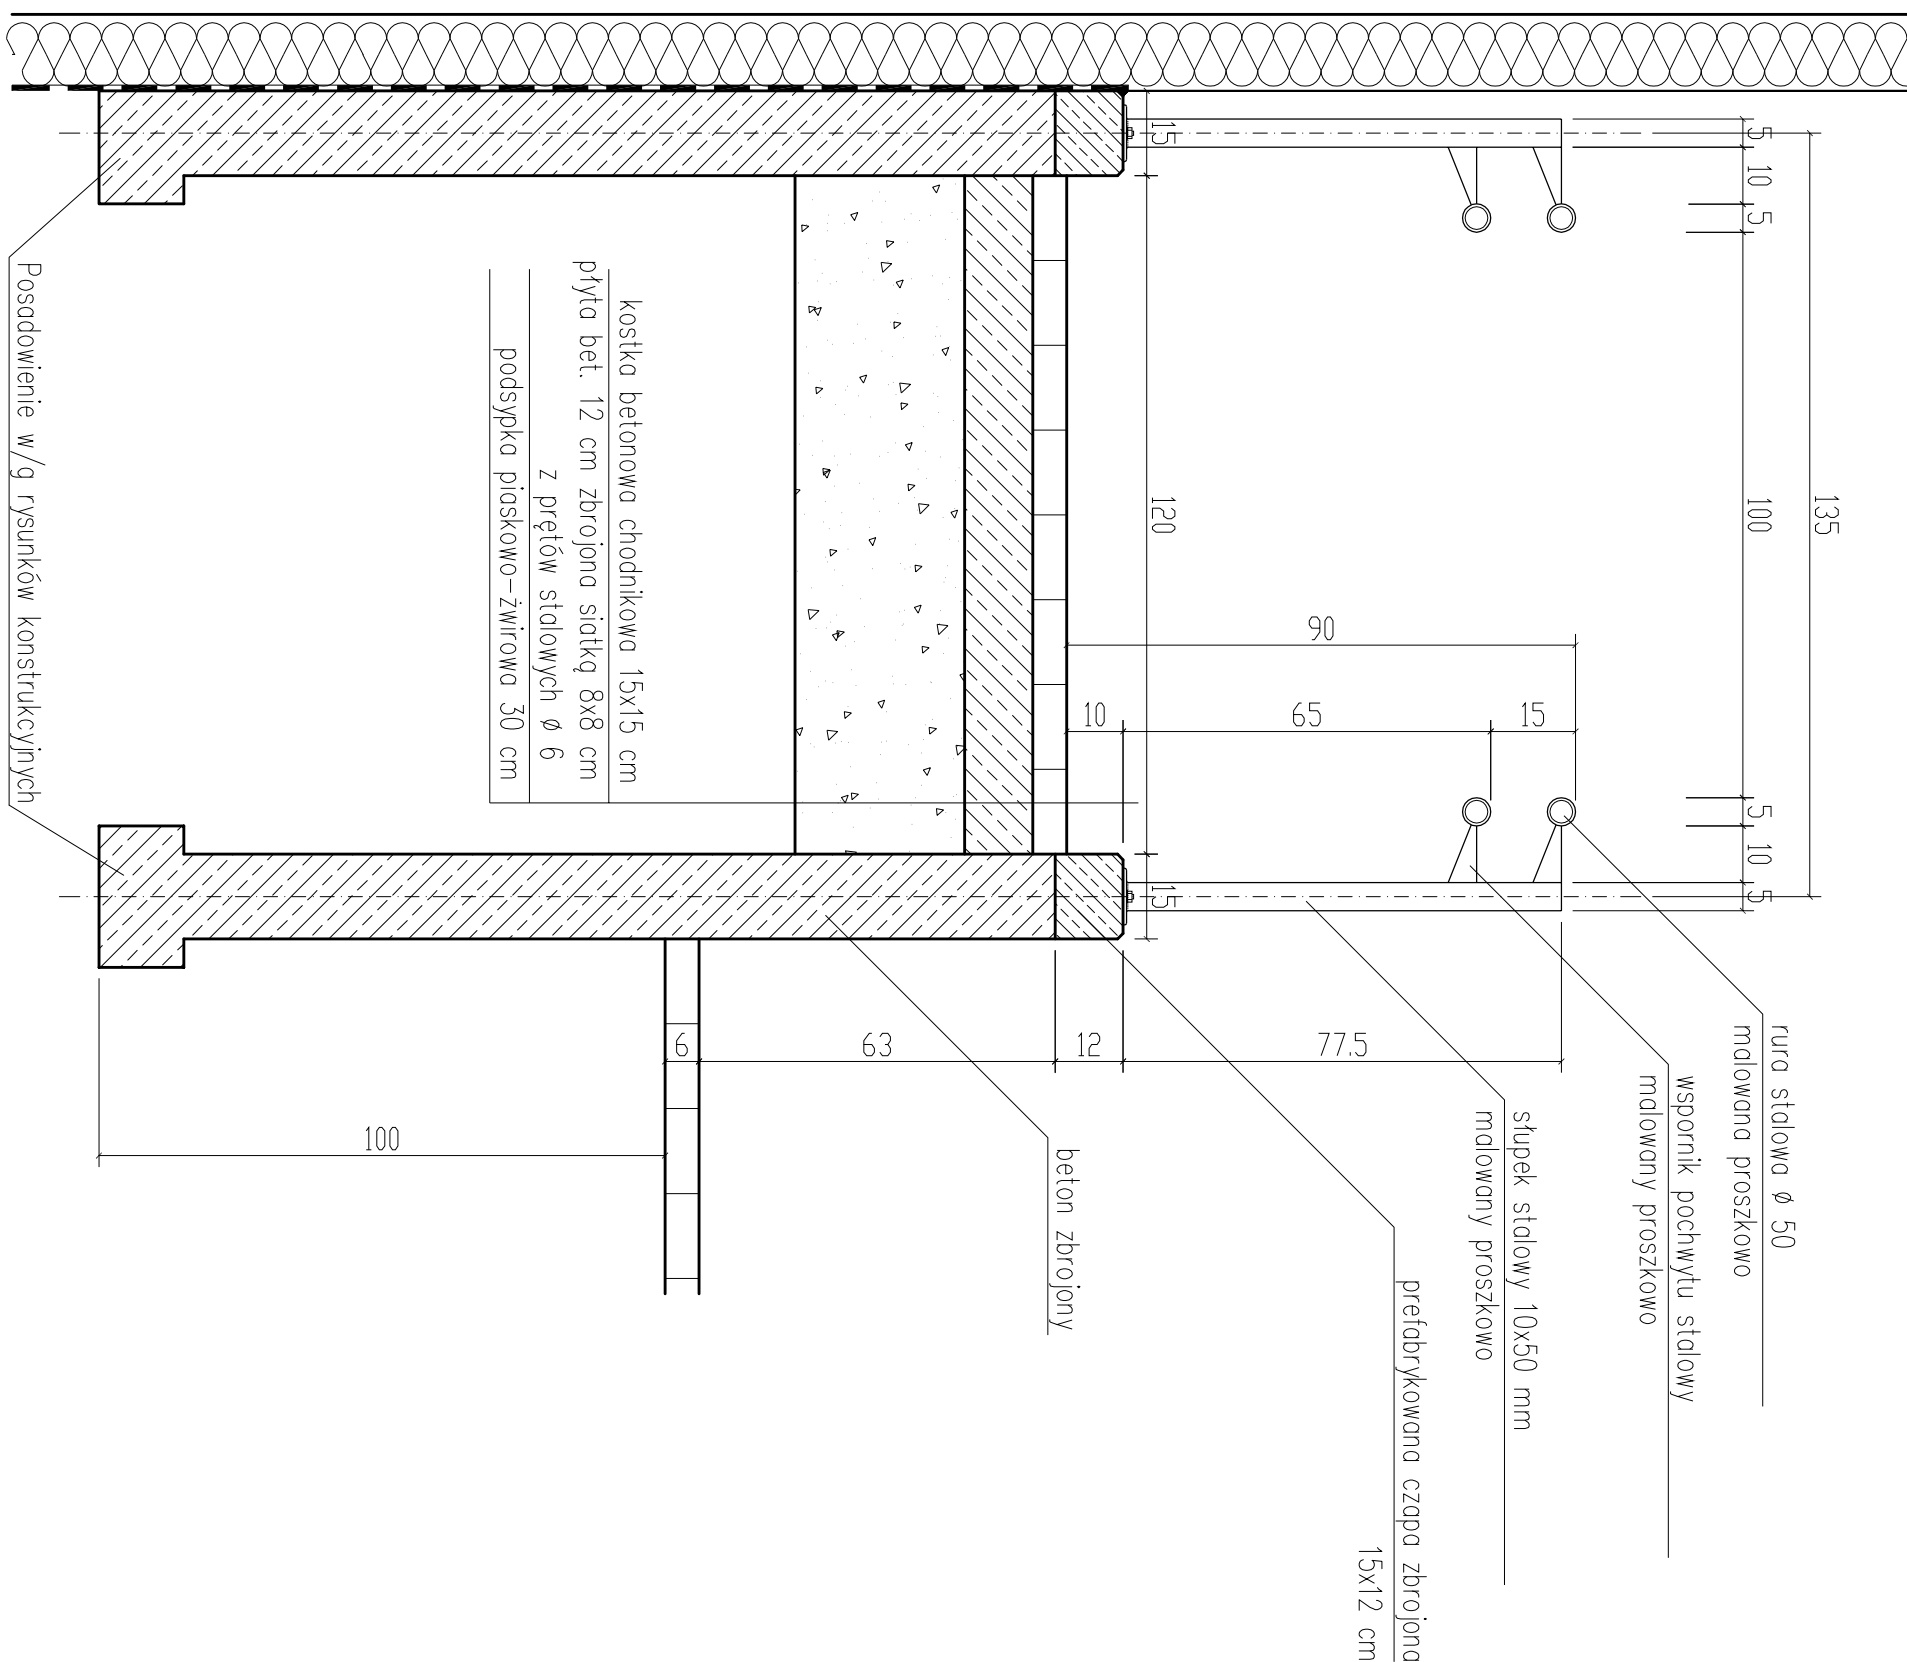 rura stalowa ø 50
malowana proszkowo
wspornik pochwytu stalowy
malowany proszkowo
słupek stalowy 10x50 mm
malowany proszkowo
prefabrykowana czapa zbrojona
15x12 cm
beton zbrojony
kostka betonowa chodnikowa 15x15 cm
płyta bet. 12 cm zbrojona siatką 8x8 cm
z prętów stalowych ø 6
podsypka piaskowo-żwirowa 30 cm
Posadowienie w/g rysunków konstrukcyjnych
135
5
10
5
100
5
10
5
90
10
65
15
15
120
15
6
63
12
77.5
100